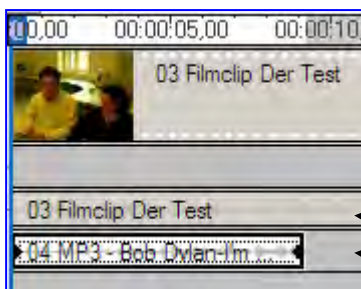 00,00 00:00:05,00 00:00:10,
03 Filmclip Der Test
03 Filmclip Der Test
04 MP3 - Bob Dylan-I'm ....